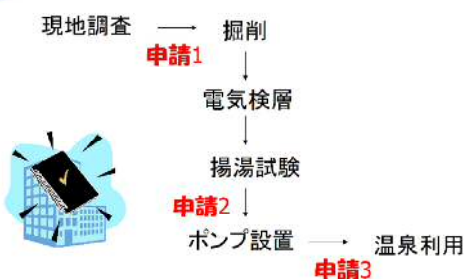 現地調査
申請1
掘削
電気検層
揚湯試験
申請2
ポンプ設置
申請3
温泉利用